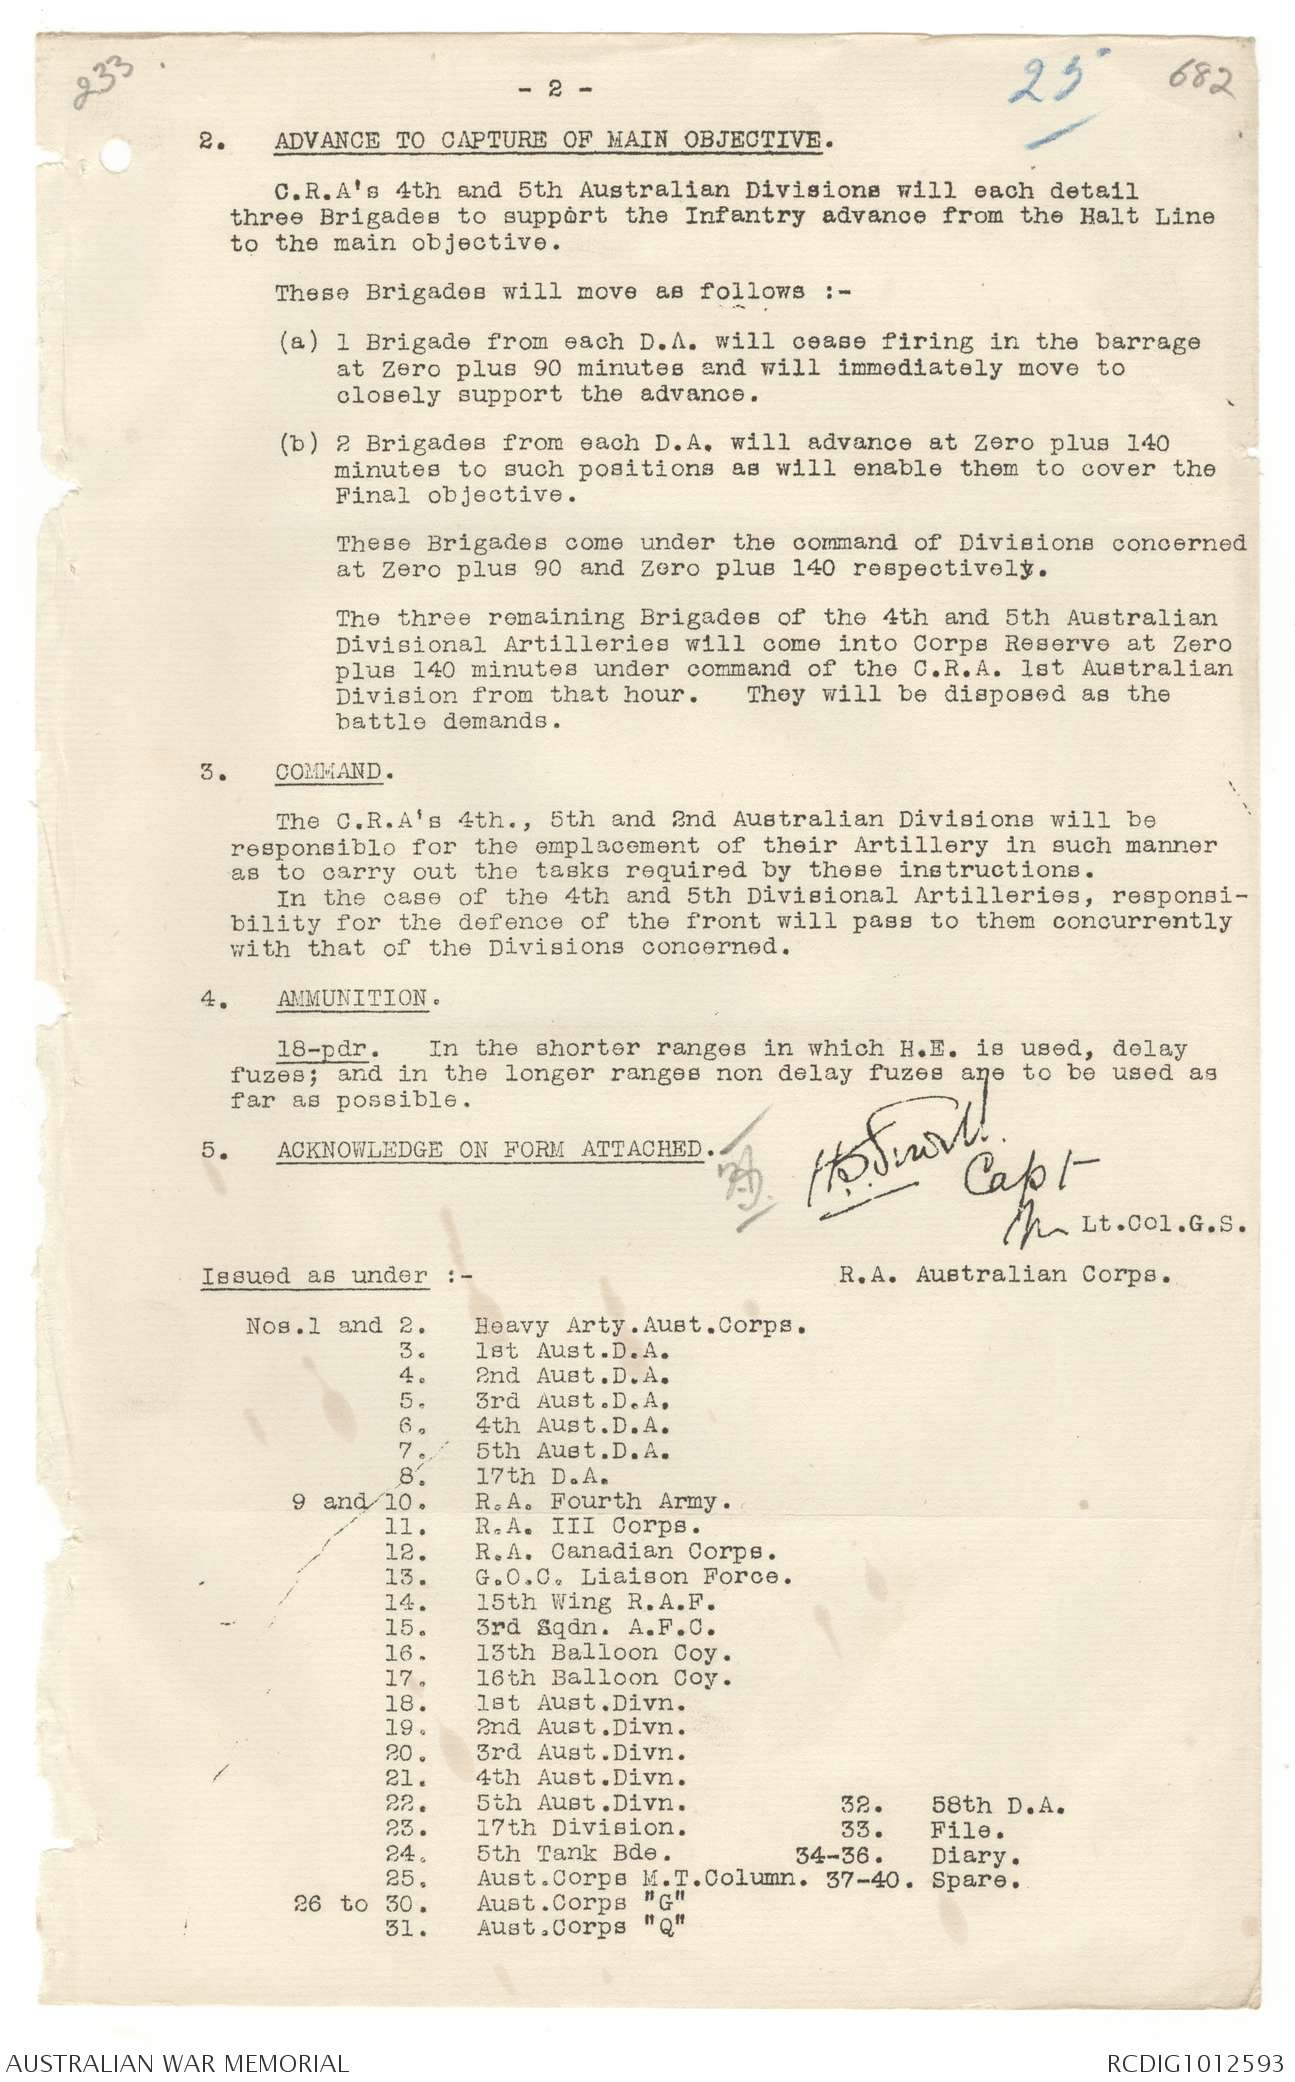 233
- 2 -
25
682
2. ADVANCE TO CAPTURE OF MAIN OBJECTIVE.
C.R.A's 4th and 5th Australian Divisions will each detail
three Brigades to support the Infantry advance from the Halt Line
to the main objective.
These Brigades will move as follows :-
(a) 1 Brigade from each D.A. will cease firing in the barrage
at Zero plus 90 minutes and will immediately move to
closely support the advance.
(b) 2 Brigades from each D.A. will advance at Zero plus 140
minutes to such positions as will enable them to cover the
Final objective.
These Brigades come under the command of Divisions concerned
at Zero plus 90 and Zero plus 140 respectively.
The three remaining Brigades of the 4th and 5th Australian
Divisional Artilleries will come into Corps Reserve at Zero
plus 140 minutes under command of the C.R.A. 1st Australian
Division from that hour. They will be disposed as the
battle demands.
3. COMMAND.
The C.R.A's 4th., 5th and 2nd Australian Divisions will be
responsible for the emplacement of their Artillery in such manner
as to carry out the tasks required by these instructions.
In the case of the 4th and 5th Divisional Artilleries, responsi-
bility for the defence of the front will pass to them concurrently
with that of the Divisions concerned.
4. AMMUNITION.
18-pdr. In the shorter ranges in which H.E. is used, delay
fuzes; and in the longer ranges non delay fuzes are to be used as
far as possible.
5. ACKNOWLEDGE ON FORM ATTACHED.
Capt
Lt.Col.G.S.
Issued as under :-
R.A. Australian Corps.
Nos.1 and 2. Heavy Arty.Aust.Corps.
3. 1st Aust.D.A.
4. 2nd Aust.D.A.
5. 3rd Aust.D.A.
6. 4th Aust.D.A.
7. 5th Aust.D.A.
8. 17th D.A.
9 and 10. R.A. Fourth Army.
11. R.A. III Corps.
12. R.A. Canadian Corps.
13. G.O.C. Liaison Force.
14. 15th Wing R.A.F.
15. 3rd Sqdn. A.F.C.
16. 13th Balloon Coy.
17. 16th Balloon Coy.
18. 1st Aust.Divn.
19. 2nd Aust.Divn.
20. 3rd Aust.Divn.
21. 4th Aust.Divn.
22. 5th Aust.Divn. 32. 58th D.A.
23. 17th Division. 33. File.
24. 5th Tank Bde. 34-36. Diary.
25. Aust.Corps M.T.Column. 37-40. Spare.
26 to 30. Aust.Corps "G"
31. Aust.Corps "Q"
AUSTRALIAN WAR MEMORIAL
RCDIG1012593